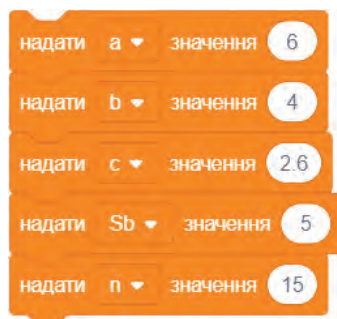 надати a значення 6
надати b значення 4
надати c значення 2.6
надати Sb значення 5
надати n значення 15